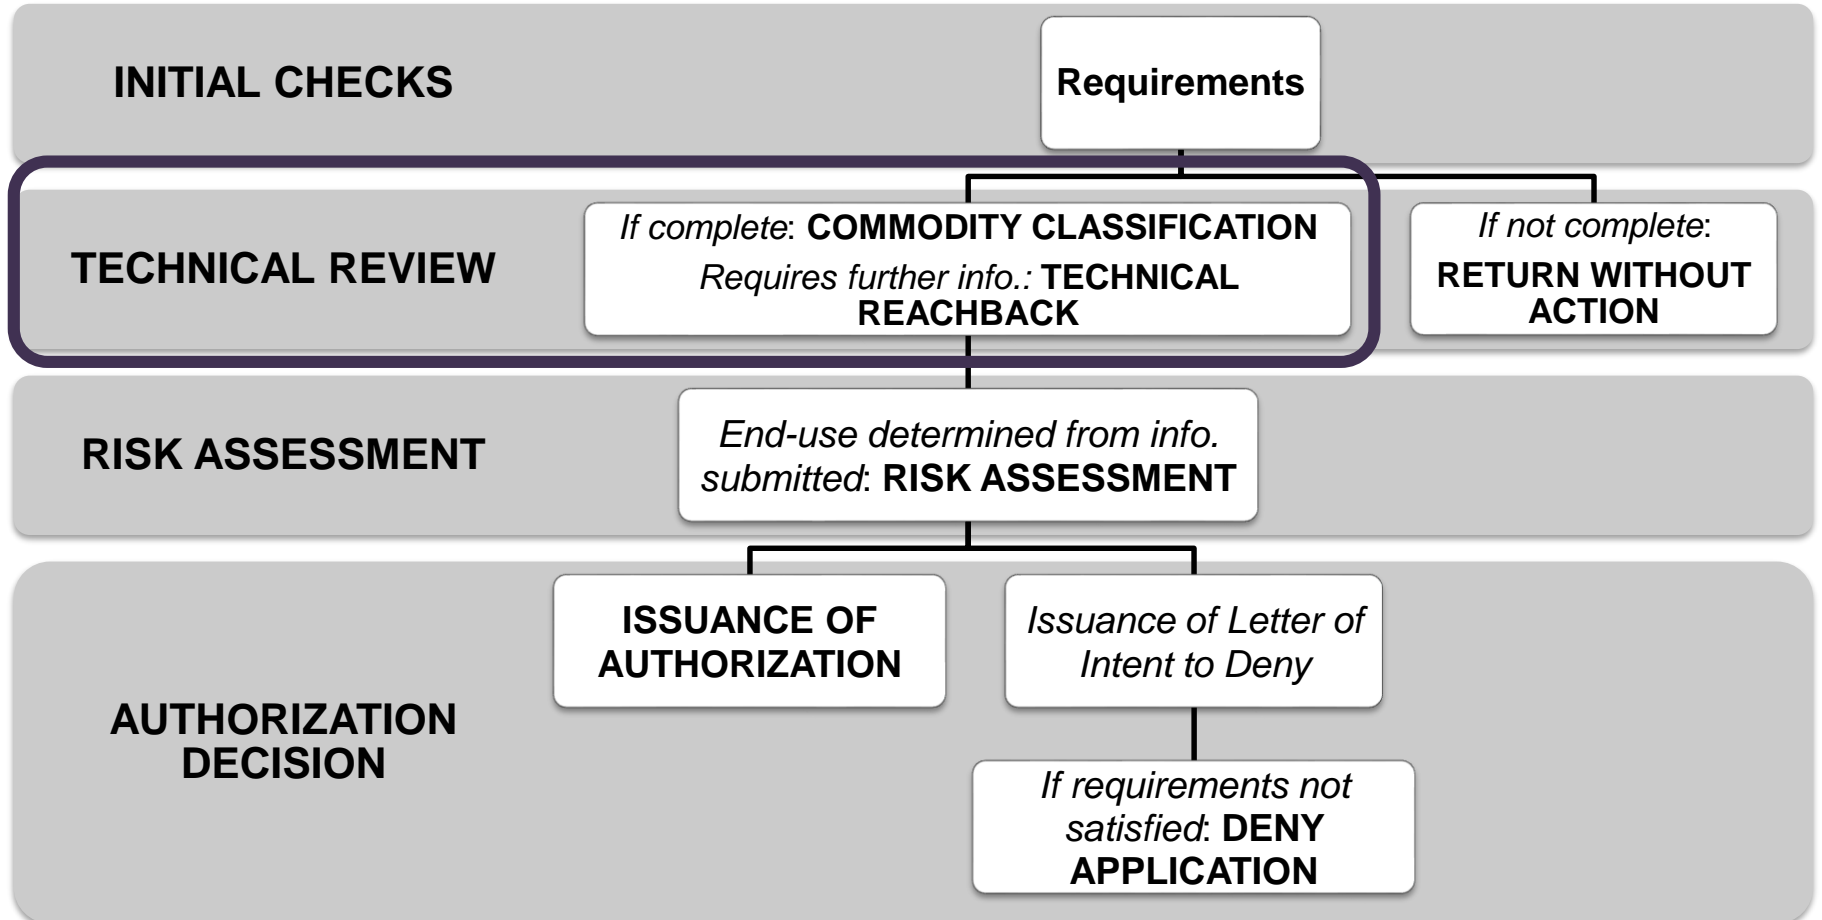 INITIAL CHECKS
Requirements
TECHNICAL REVIEW
If complete: COMMODITY CLASSIFICATION
Requires further info.: TECHNICAL
REACHBACK
If not complete:
RETURN WITHOUT
ACTION
RISK ASSESSMENT
End-use determined from info.
submitted: RISK ASSESSMENT
AUTHORIZATION
DECISION
ISSUANCE OF
AUTHORIZATION
Issuance of Letter of
Intent to Deny
If requirements not
satisfied: DENY
APPLICATION